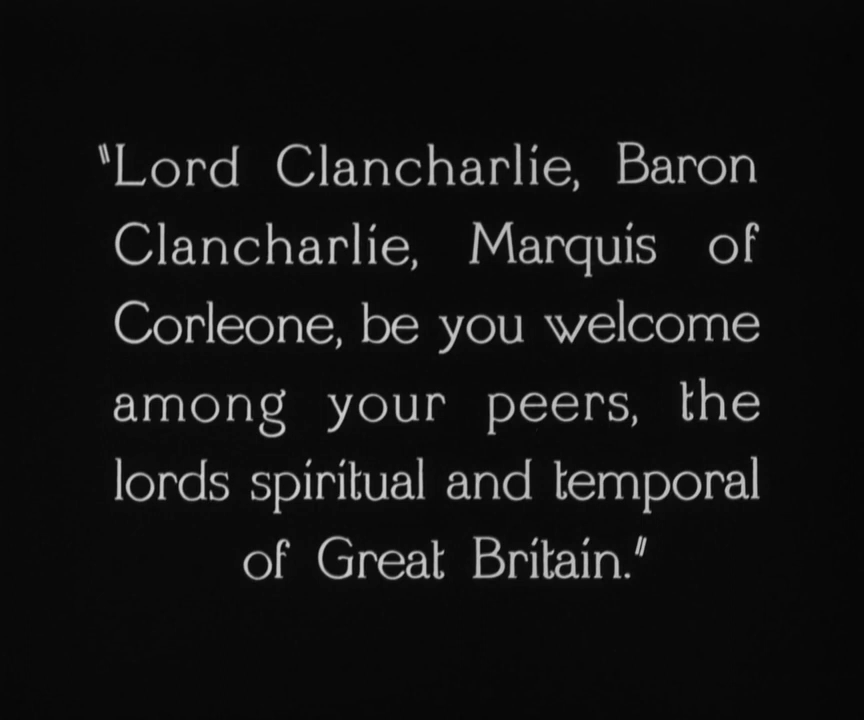 "Lord Clancharlie, Baron
Clancharlie, Marquis of
Corleone, be you welcome
among your peers, the
lords spiritual and temporal
of Great Britain."